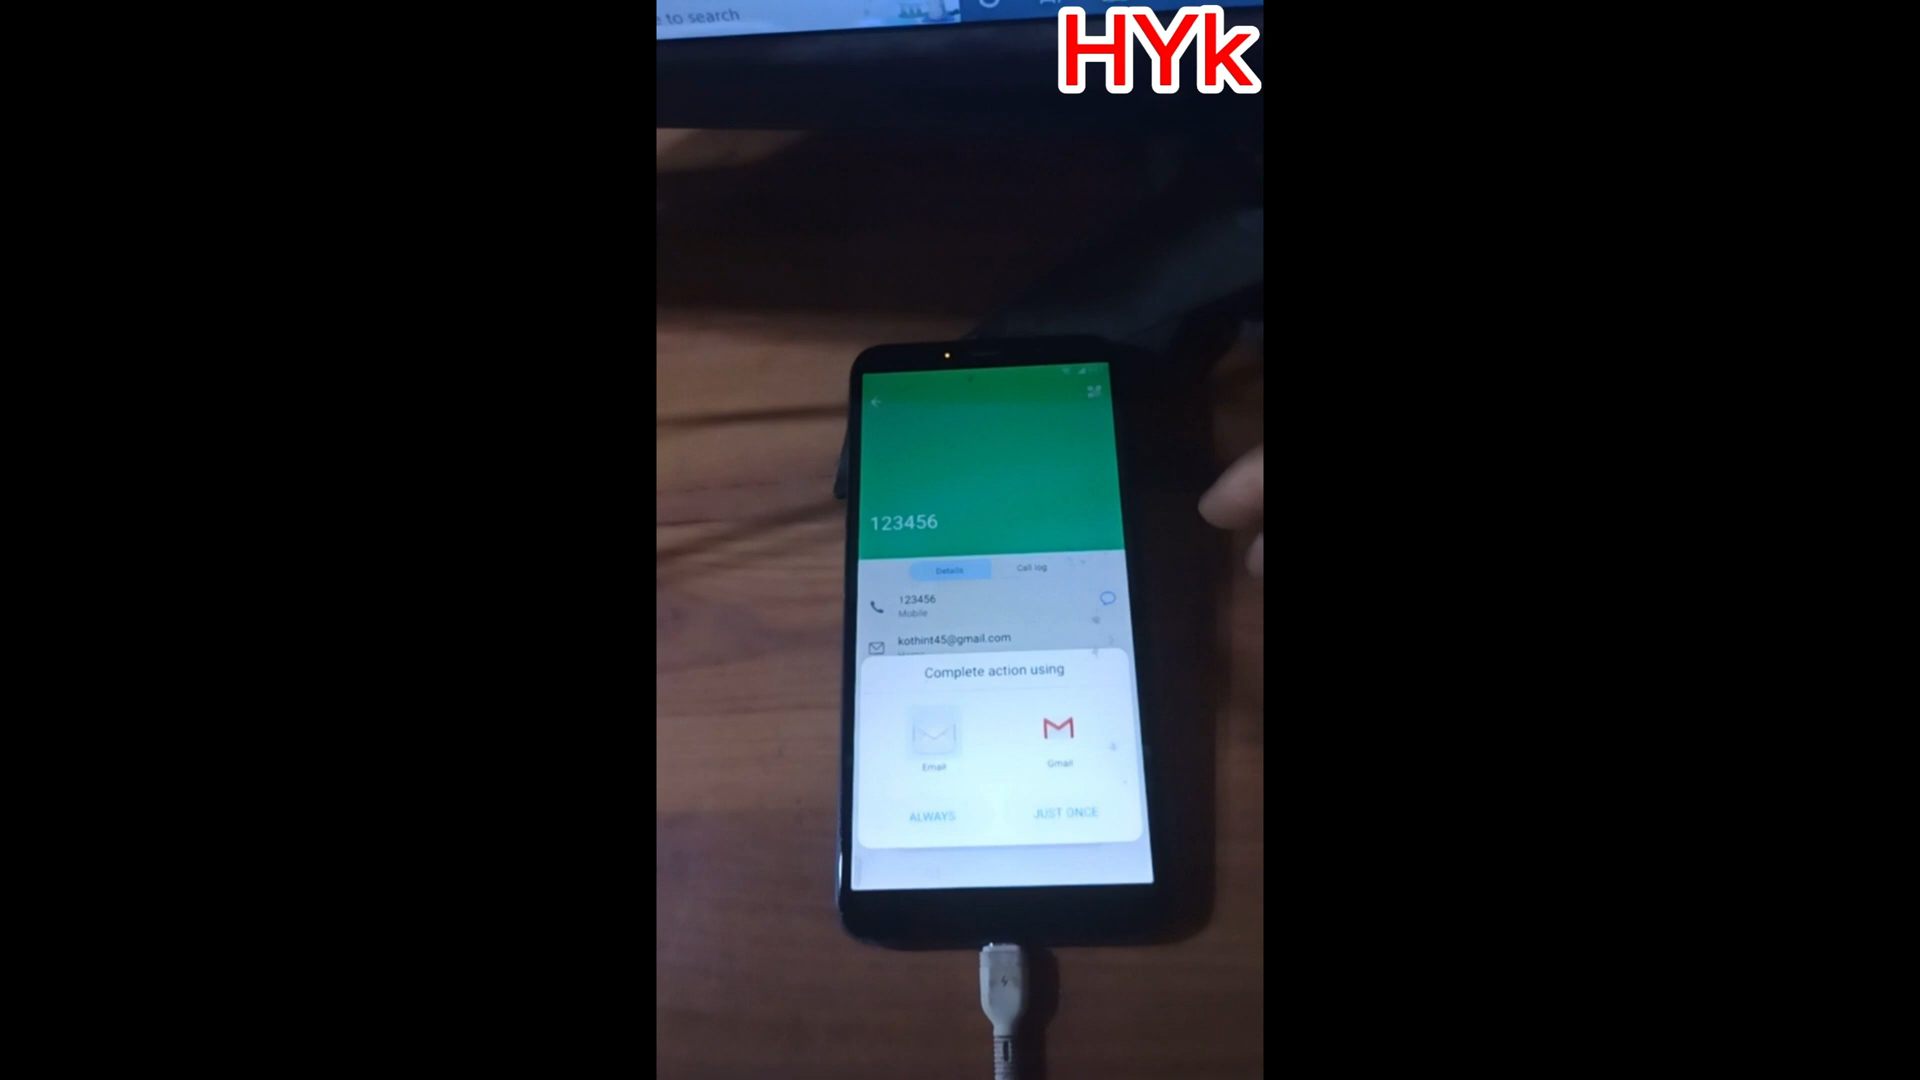 e to search
HYk
123456
Details
Call log
123456
Mobile
kothint45@gmail.com
Complete action using
Email
Gmail
ALWAYS
JUST ONCE